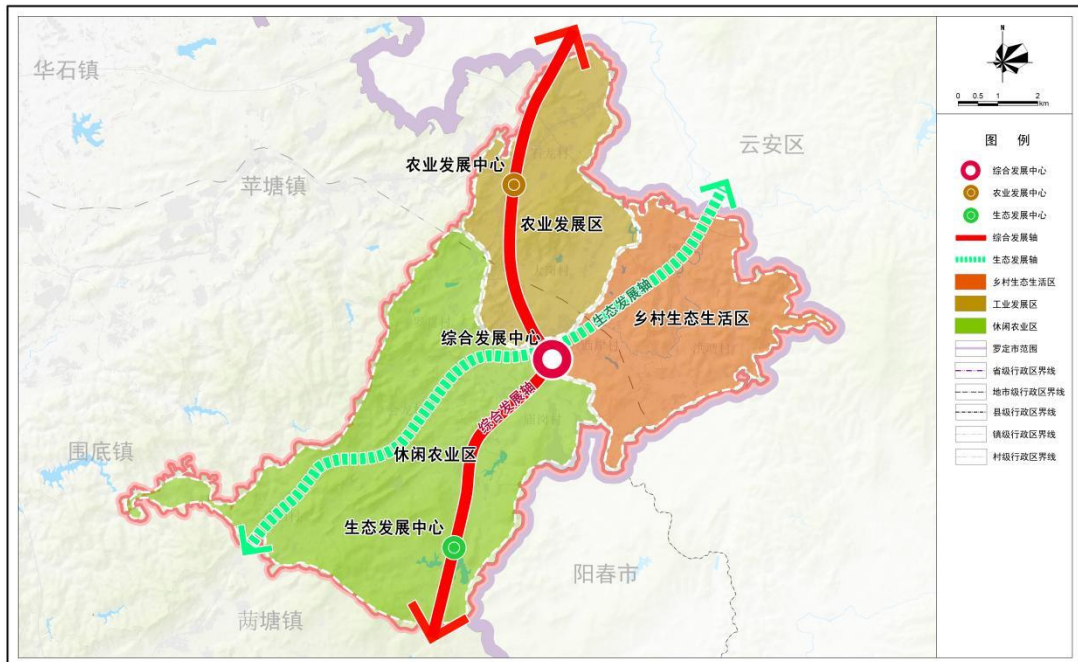 华石镇
苹塘镇
云安区
农业发展中心
农业发展区
生态发展轴
乡村生态生活区
综合发展中心
综合发展轴
庙岗村
围底镇
休闲农业区
生态发展中心
阳春市
䓣塘镇
N
0 0.5 1 2
km
图 例
综合发展中心
农业发展中心
生态发展中心
综合发展轴
生态发展轴
乡村生态生活区
工业发展区
休闲农业区
罗定市范围
省级行政区界线
地市级行政区界线
县级行政区界线
镇级行政区界线
村级行政区界线